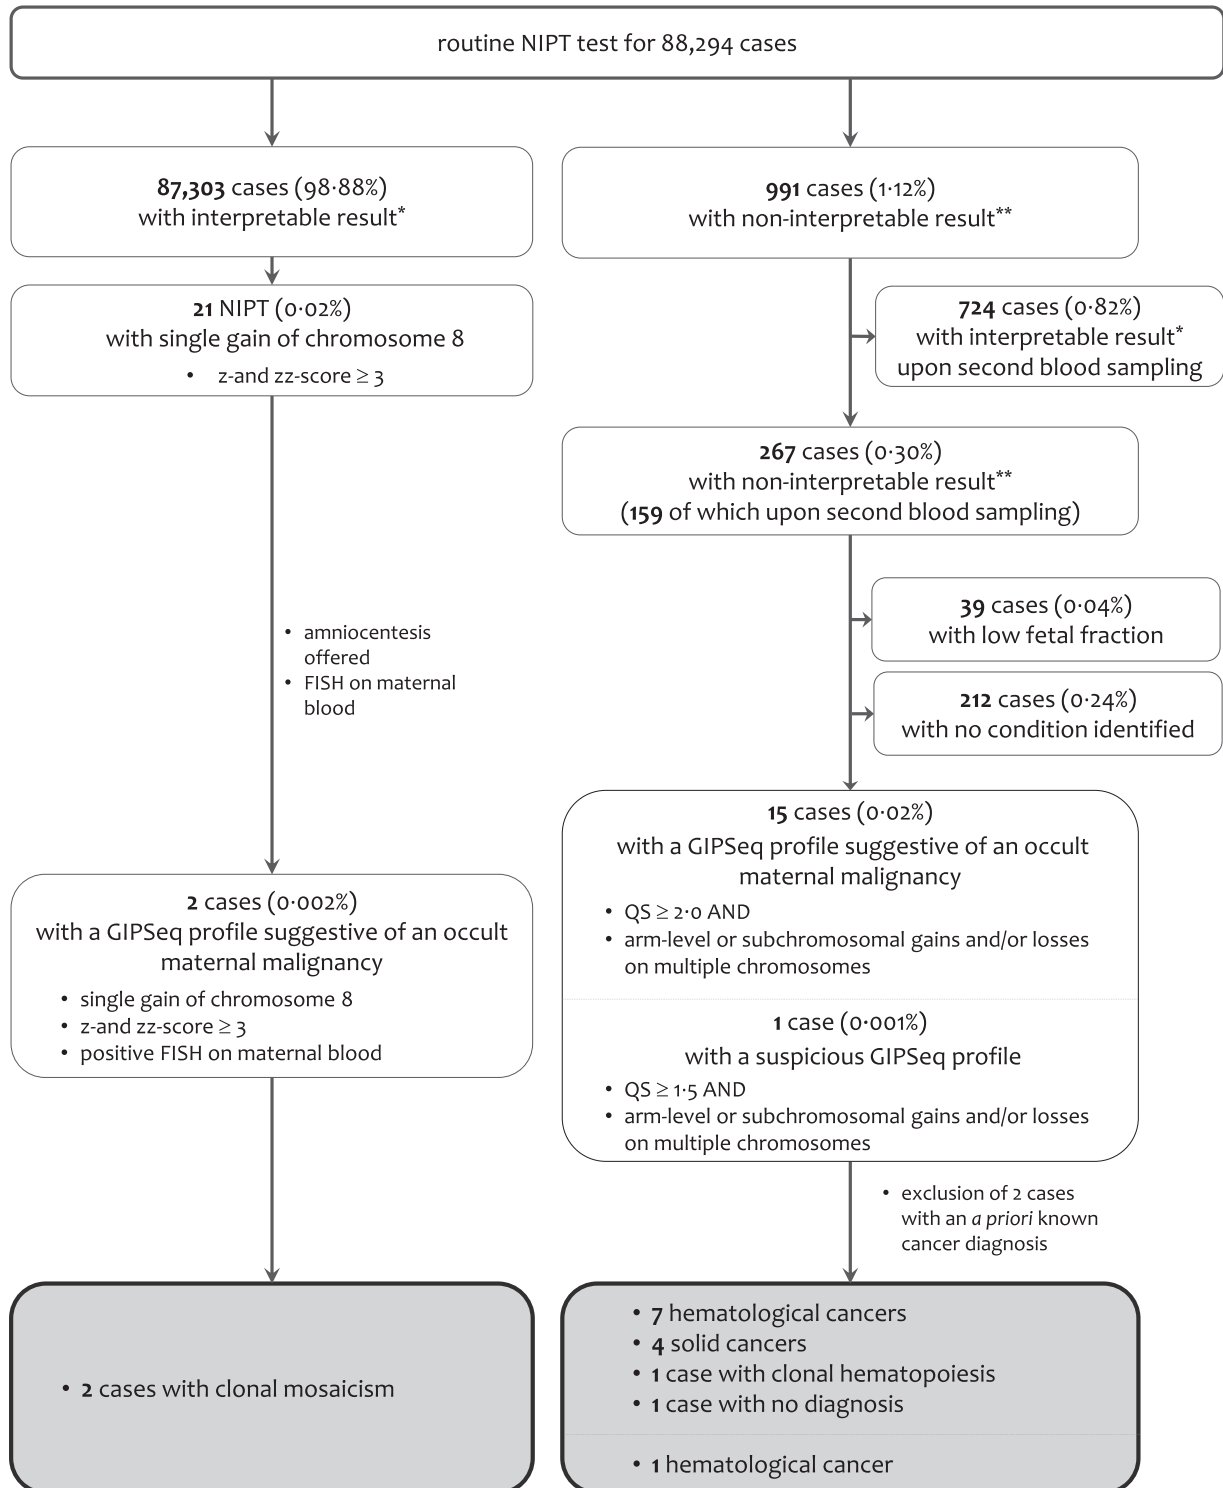 routine NIPT test for 88,294 cases
87,303 cases (98·88%)
with interpretable result*
21 NIPT (0·02%)
with single gain of chromosome 8
• z-and zz-score ≥ 3
• amniocentesis
offered
• FISH on maternal
blood
2 cases (0·002%)
with a GIPSeq profile suggestive of an occult
maternal malignancy
• single gain of chromosome 8
• z-and zz-score ≥ 3
• positive FISH on maternal blood
• 2 cases with clonal mosaicism
991 cases (1·12%)
with non-interpretable result**
724 cases (0·82%)
with interpretable result*
upon second blood sampling
267 cases (0·30%)
with non-interpretable result**
(159 of which upon second blood sampling)
39 cases (0·04%)
with low fetal fraction
212 cases (0·24%)
with no condition identified
15 cases (0·02%)
with a GIPSeq profile suggestive of an occult
maternal malignancy
• QS ≥ 2·0 AND
• arm-level or subchromosomal gains and/or losses
on multiple chromosomes
1 case (0·001%)
with a suspicious GIPSeq profile
• QS ≥ 1·5 AND
• arm-level or subchromosomal gains and/or losses
on multiple chromosomes
• exclusion of 2 cases
with an a priori known
cancer diagnosis
• 7 hematological cancers
• 4 solid cancers
• 1 case with clonal hematopoiesis
• 1 case with no diagnosis
• 1 hematological cancer